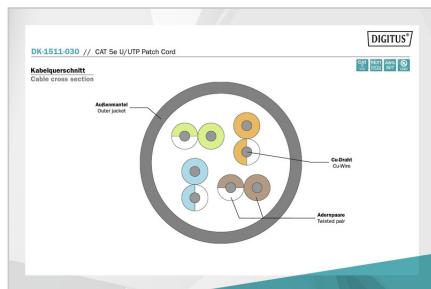 DIGITUS®
DK-1511-030 // CAT 5e U/UTP Patch Cord
Kabelquerschnitt
Cable cross section
Außenmantel
Outer jacket
Cu-Draht
Cu-Wire
Adernpaare
Twisted pair